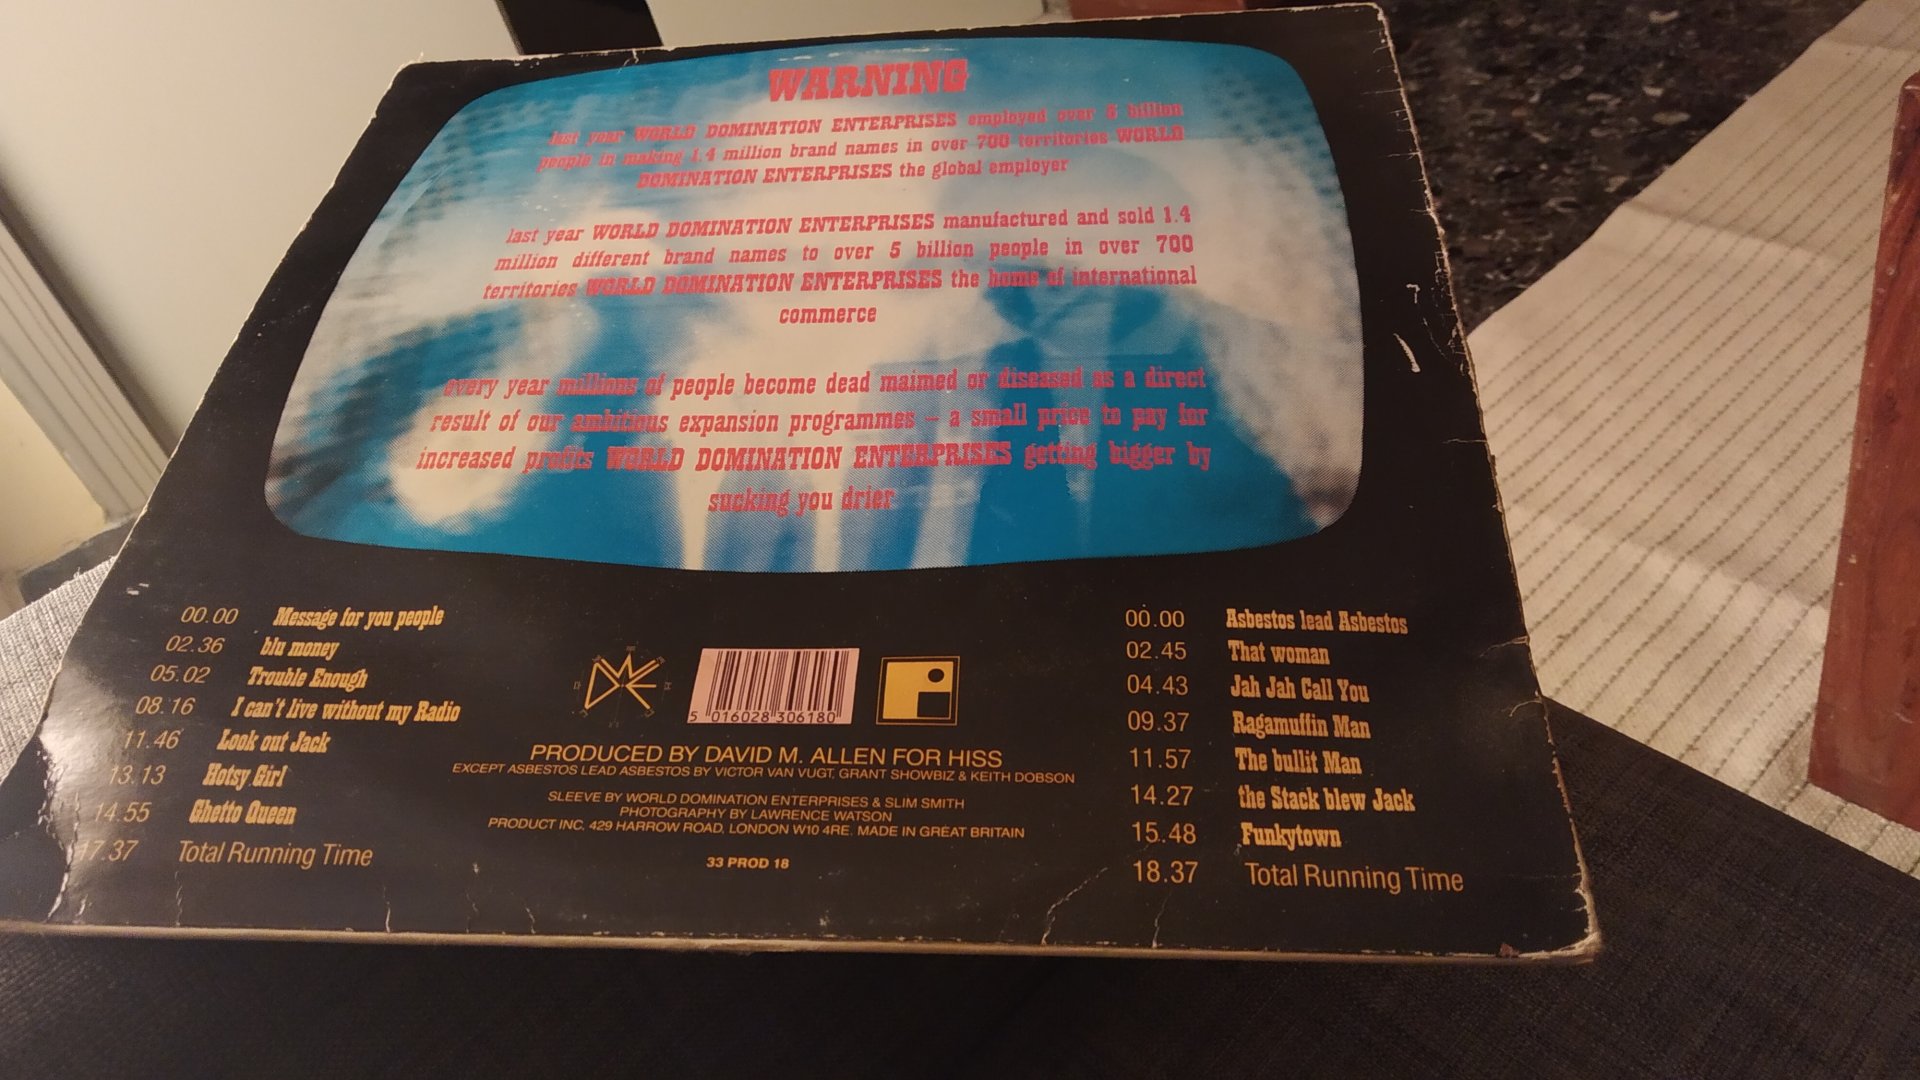 WARNING
last year WORLD DOMINATION ENTERPRISES employed over 5 billion
people in making 1.4 million brand names in over 700 territories WORLD
DOMINATION ENTERPRISES the global employer
last year WORLD DOMINATION ENTERPRISES manufactured and sold 1.4
million different brand names to over 5 billion people in over 700
territories WORLD DOMINATION ENTERPRISES the home of international
commerce
every year millions of people become dead maimed or diseased as a direct
result of our ambitious expansion programmes – a small price to pay for
increased profits WORLD DOMINATION ENTERPRISES getting bigger by
sucking you drier
00.00 Message for you people
02.36 blu money
05.02 Trouble Enough
08.16 I can't live without my Radio
11.46 Look out Jack
13.13 Hotsy Girl
14.55 Ghetto Queen
17.37 Total Running Time
DWE
5 016028 306180
PRODUCED BY DAVID M. ALLEN FOR HISS
EXCEPT ASBESTOS LEAD ASBESTOS BY VICTOR VAN VUGT, GRANT SHOWBIZ & KEITH DOBSON
SLEEVE BY WORLD DOMINATION ENTERPRISES & SLIM SMITH
PHOTOGRAPHY BY LAWRENCE WATSON
PRODUCT INC. 429 HARROW ROAD, LONDON W10 4RE. MADE IN GREAT BRITAIN
33 PROD 18
00.00 Asbestos lead Asbestos
02.45 That woman
04.43 Jah Jah Call You
09.37 Ragamuffin Man
11.57 The bullit Man
14.27 the Stack blew Jack
15.48 Funkytown
18.37 Total Running Time